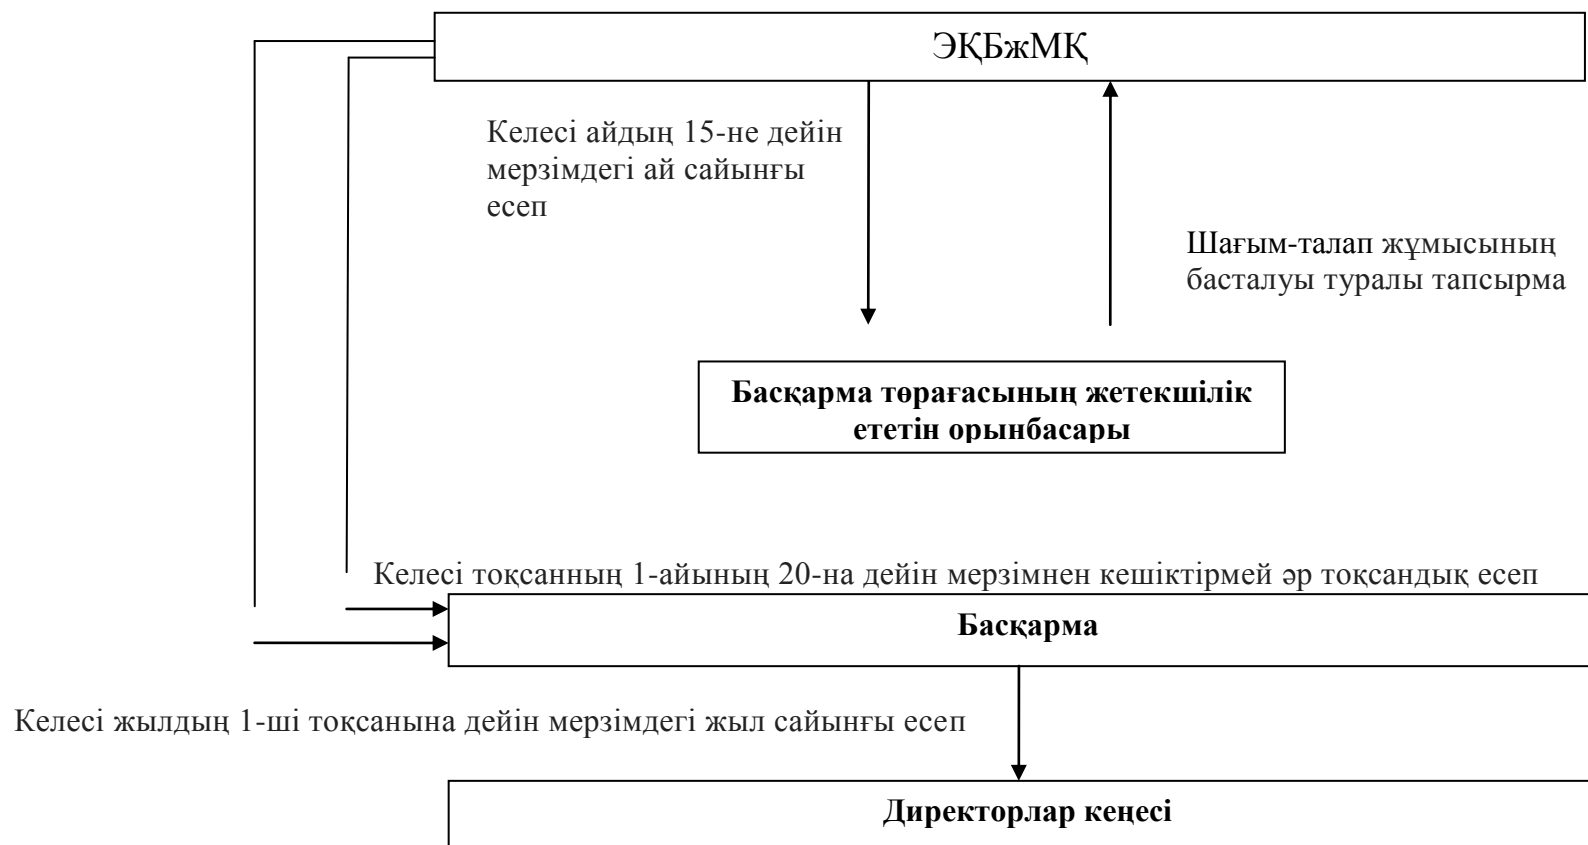 ЭҚБжМҚ
Келесі айдың 15-не дейін
мерзімдегі ай сайынғы
есеп
Шағым-талап жұмысының
басталуы туралы тапсырма
Басқарма төрағасының жетекшілік
ететін орынбасары
Келесі тоқсанның 1-айының 20-на дейін мерзімнен кешіктірмей әр тоқсандық есеп
Басқарма
Келесі жылдың 1-ші тоқсанына дейін мерзімдегі жыл сайынғы есеп
Директорлар кеңесі